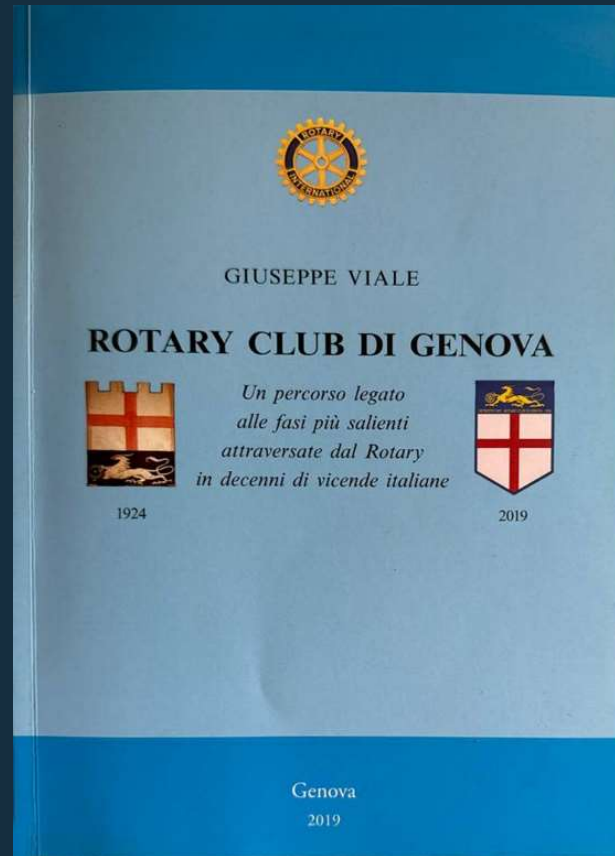 ROTARY
INTERNATIONAL
GIUSEPPE VIALE
ROTARY CLUB DI GENOVA
Un percorso legato
alle fasi più salienti
attraversate dal Rotary
in decenni di vicende italiane
1924
2019
Genova
2019